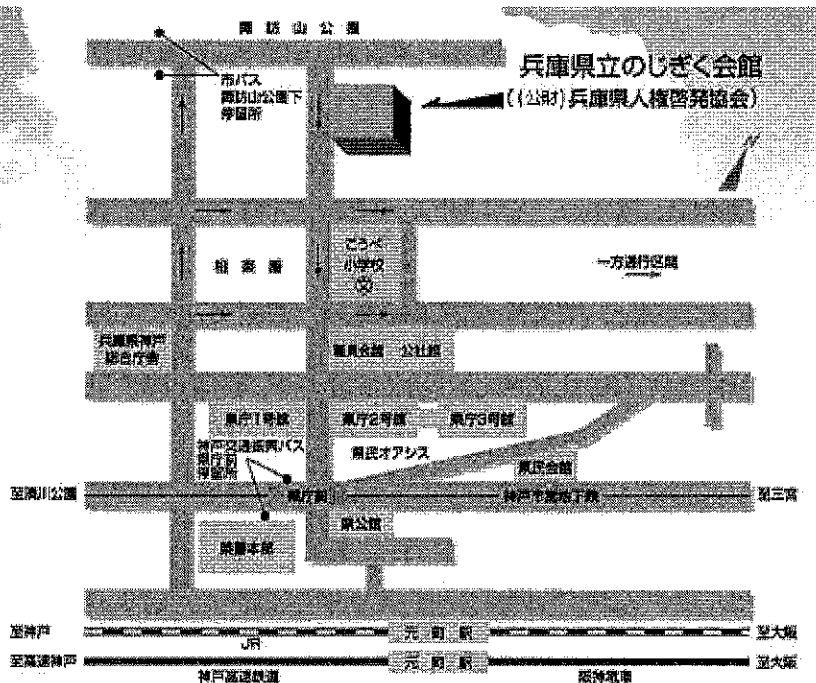 諏訪山公園
市バス
諏訪山公園下
停留所
兵庫県立のじぎく会館
((公財)兵庫県人権啓発協会)
相楽園
こうべ
小学校
一方通行区間
兵庫県神戸
総合庁舎
職員会館
公社館
県庁1号館
県庁2号館
県庁3号館
神戸交通振興バス
県庁前
停留所
県民オアシス
県民会館
至湊川公園
県庁前
神戸市営地下鉄
至三宮
県公館
県警本部
至神戸
JR
元町駅
至大阪
至高速神戸
神戸高速鉄道
元町駅
阪神電車
至大阪